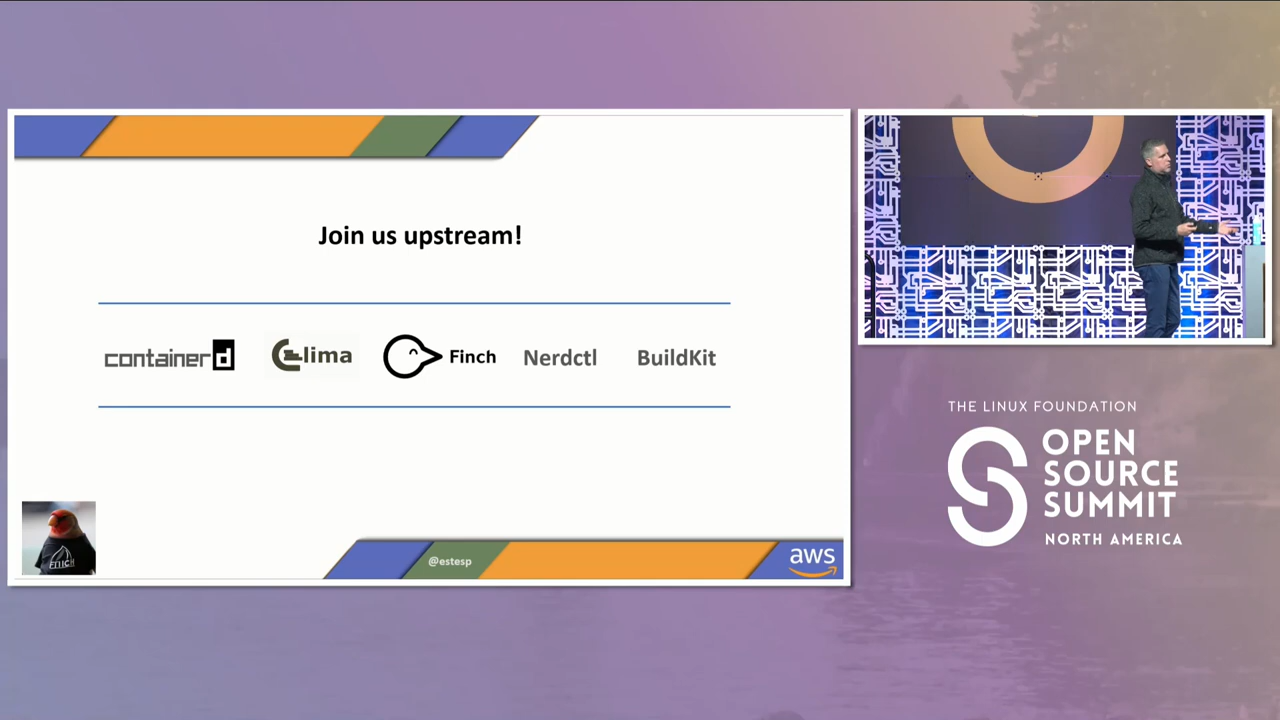 Join us upstream!
containerd
lima
Finch
Nerdctl
BuildKit
@estesp
aws
THE LINUX FOUNDATION
OPEN
SOURCE
SUMMIT
NORTH AMERICA